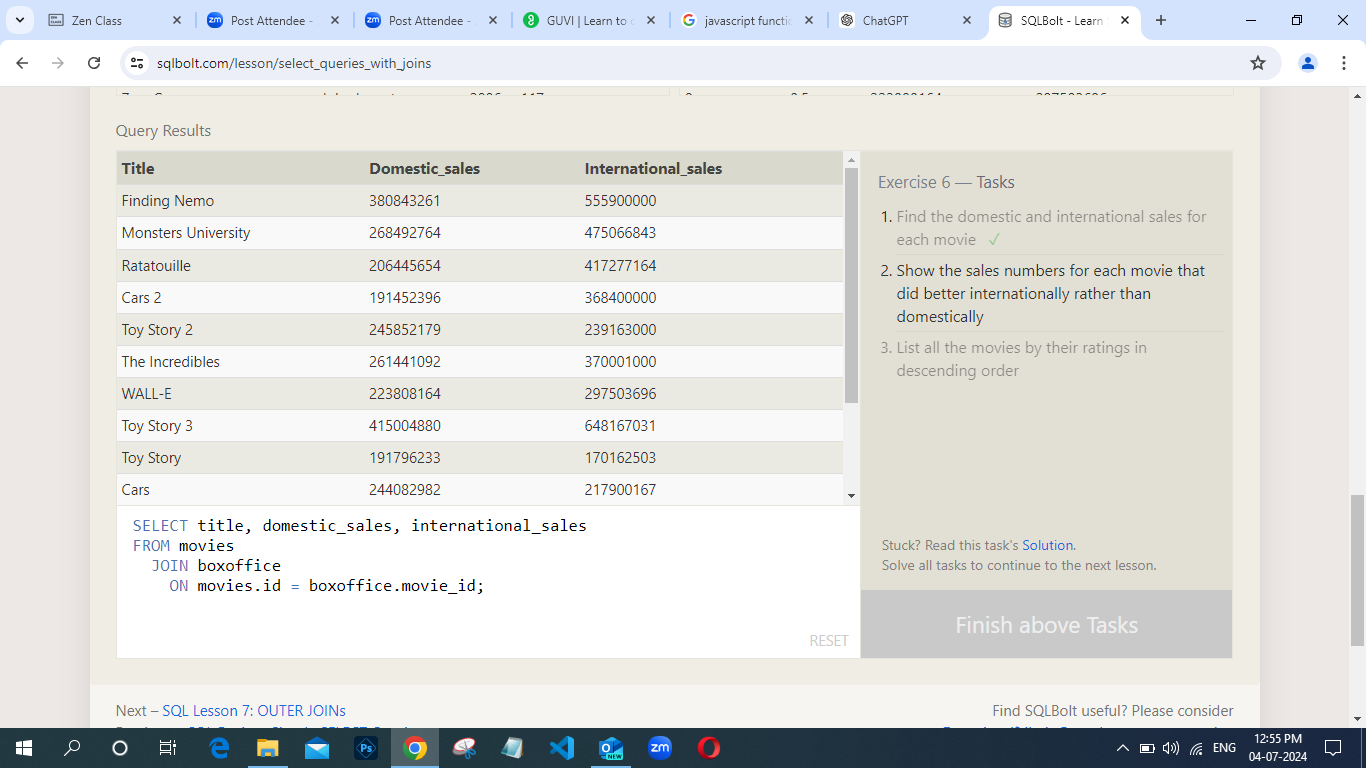 Zen Class
Post Attendee -
Post Attendee -
GUVI | Learn to c
javascript functio
ChatGPT
SQLBolt - Learn S
sqlbolt.com/lesson/select_queries_with_joins
Query Results
Title Domestic_sales International_sales
Finding Nemo 380843261 555900000
Monsters University 268492764 475066843
Ratatouille 206445654 417277164
Cars 2 191452396 368400000
Toy Story 2 245852179 239163000
The Incredibles 261441092 370001000
WALL-E 223808164 297503696
Toy Story 3 415004880 648167031
Toy Story 191796233 170162503
Cars 244082982 217900167
SELECT title, domestic_sales, international_sales
FROM movies
JOIN boxoffice
ON movies.id = boxoffice.movie_id;
RESET
Exercise 6 — Tasks
1. Find the domestic and international sales for
each movie ✓
2. Show the sales numbers for each movie that
did better internationally rather than
domestically
3. List all the movies by their ratings in
descending order
Stuck? Read this task's Solution.
Solve all tasks to continue to the next lesson.
Finish above Tasks
Next – SQL Lesson 7: OUTER JOINs
Find SQLBolt useful? Please consider
Ps
NEW
zm
ENG
12:55 PM
04-07-2024